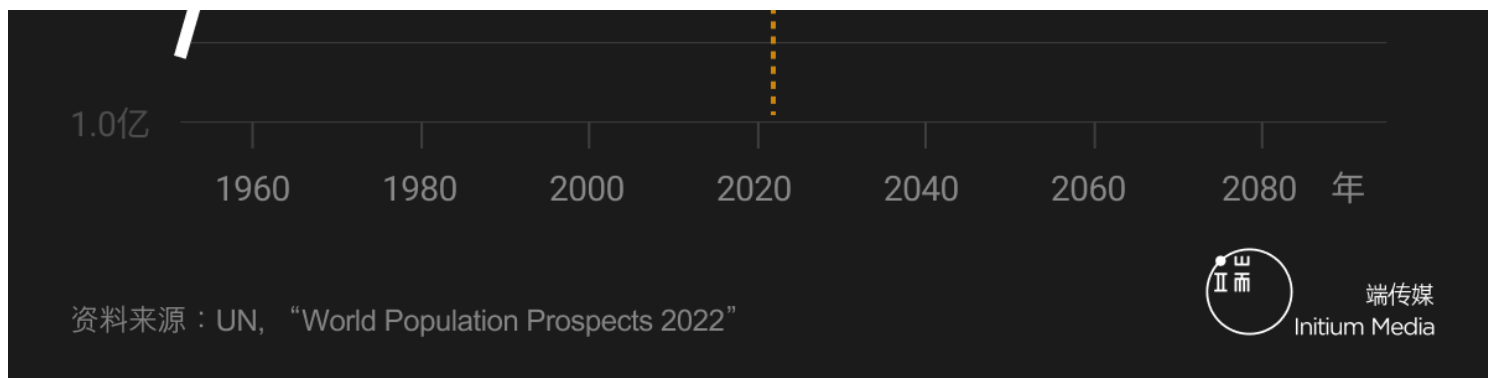 1.0亿
1960 1980 2000 2020 2040 2060 2080 年
资料来源：UN, “World Population Prospects 2022”
端
端传媒
Initium Media